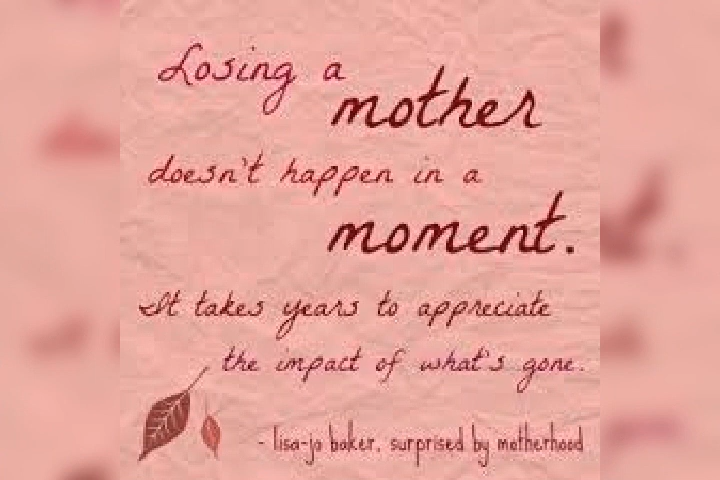 Losing a
mother
doesn't happen in a
moment.
It takes years to appreciate
the impact of what's gone.
- lisa-jo baker, surprised by motherhood